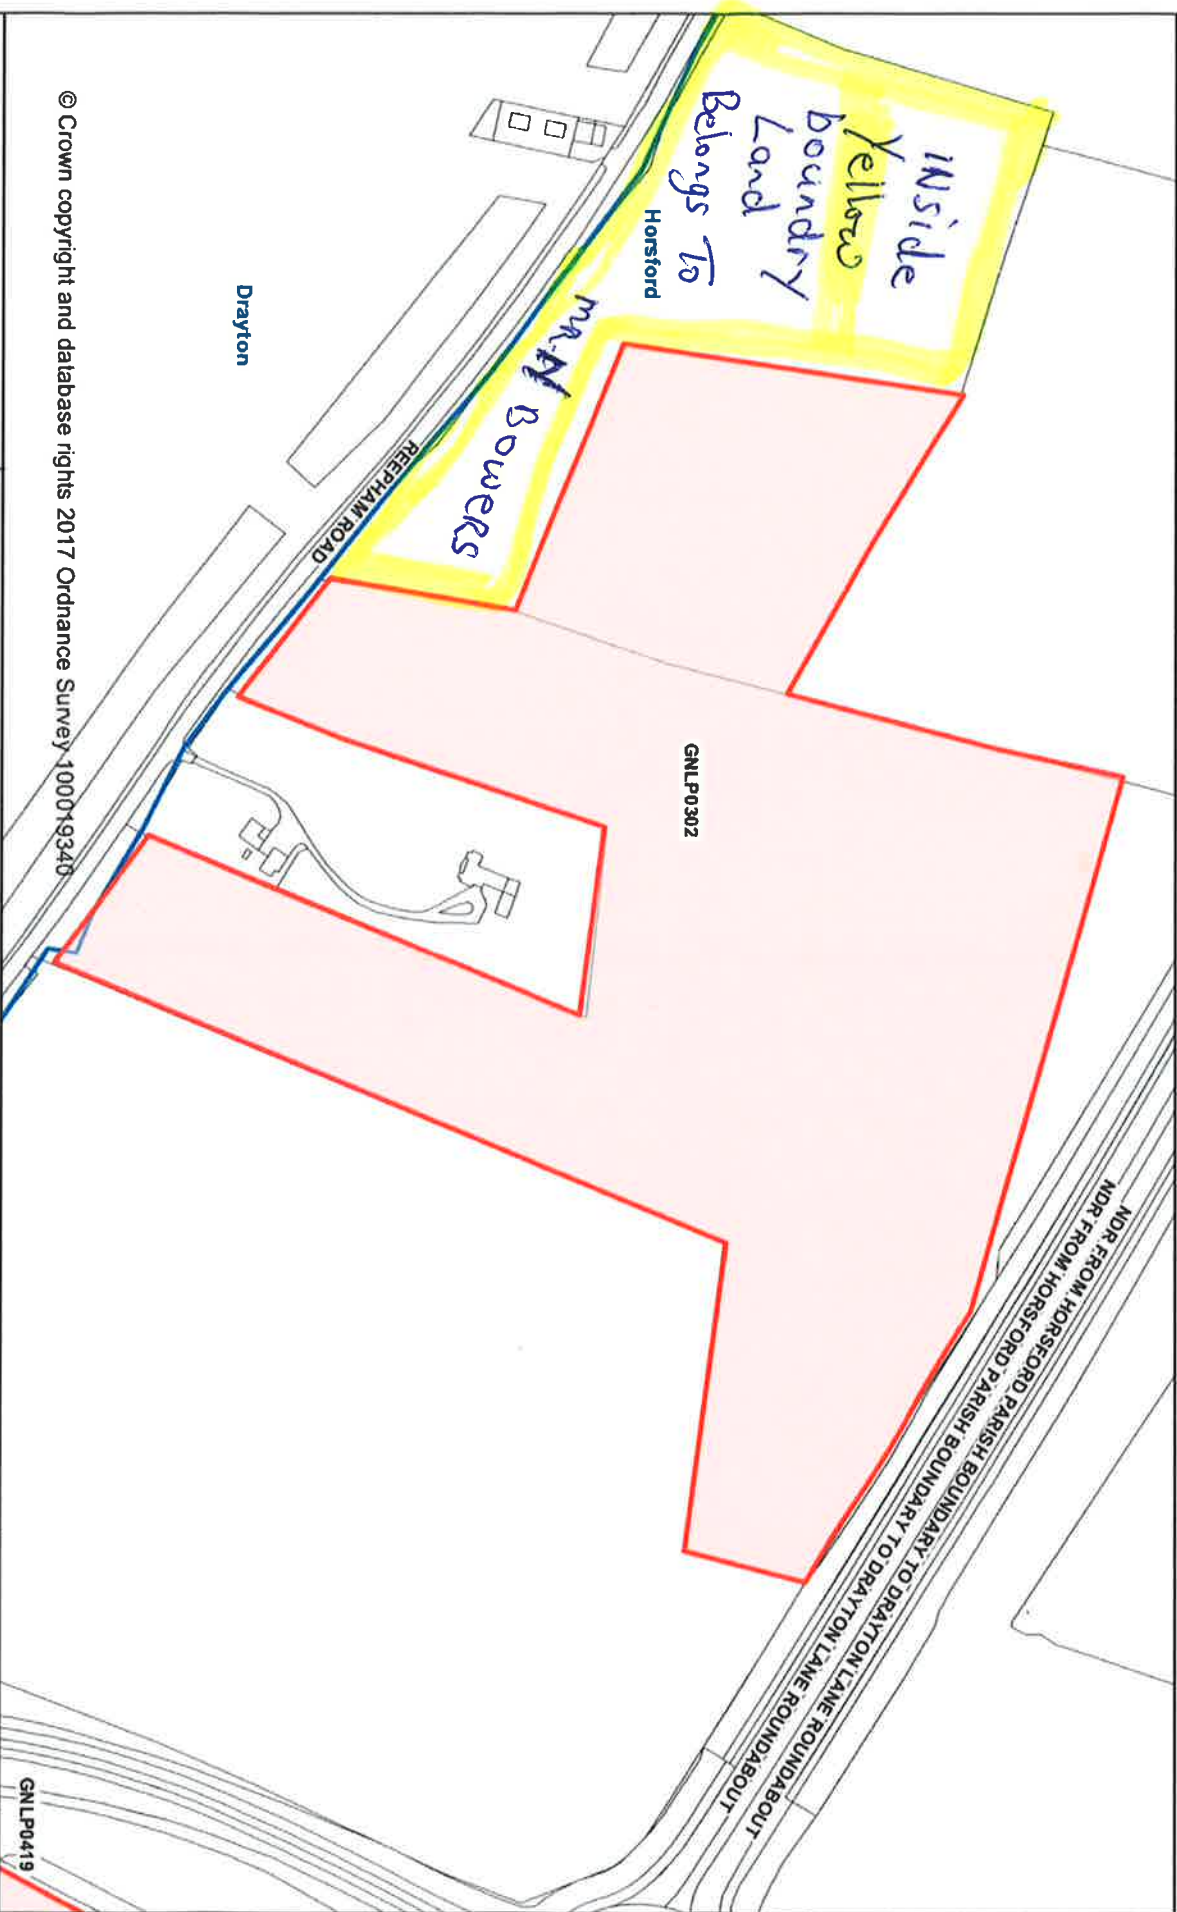 INSide
Yellow
boundry
Land
Belongs To
MR-N Bowers
Horsford
Drayton
REEPHAM ROAD
GNLP0302
NDR FROM HORSFORD PARISH BOUNDARY TO DRAYTON LANE ROUNDABOUT
NDR FROM HORSFORD PARISH BOUNDARY TO DRAYTON LANE ROUNDABOUT
GNLP0419
© Crown copyright and database rights 2017 Ordnance Survey 100019340